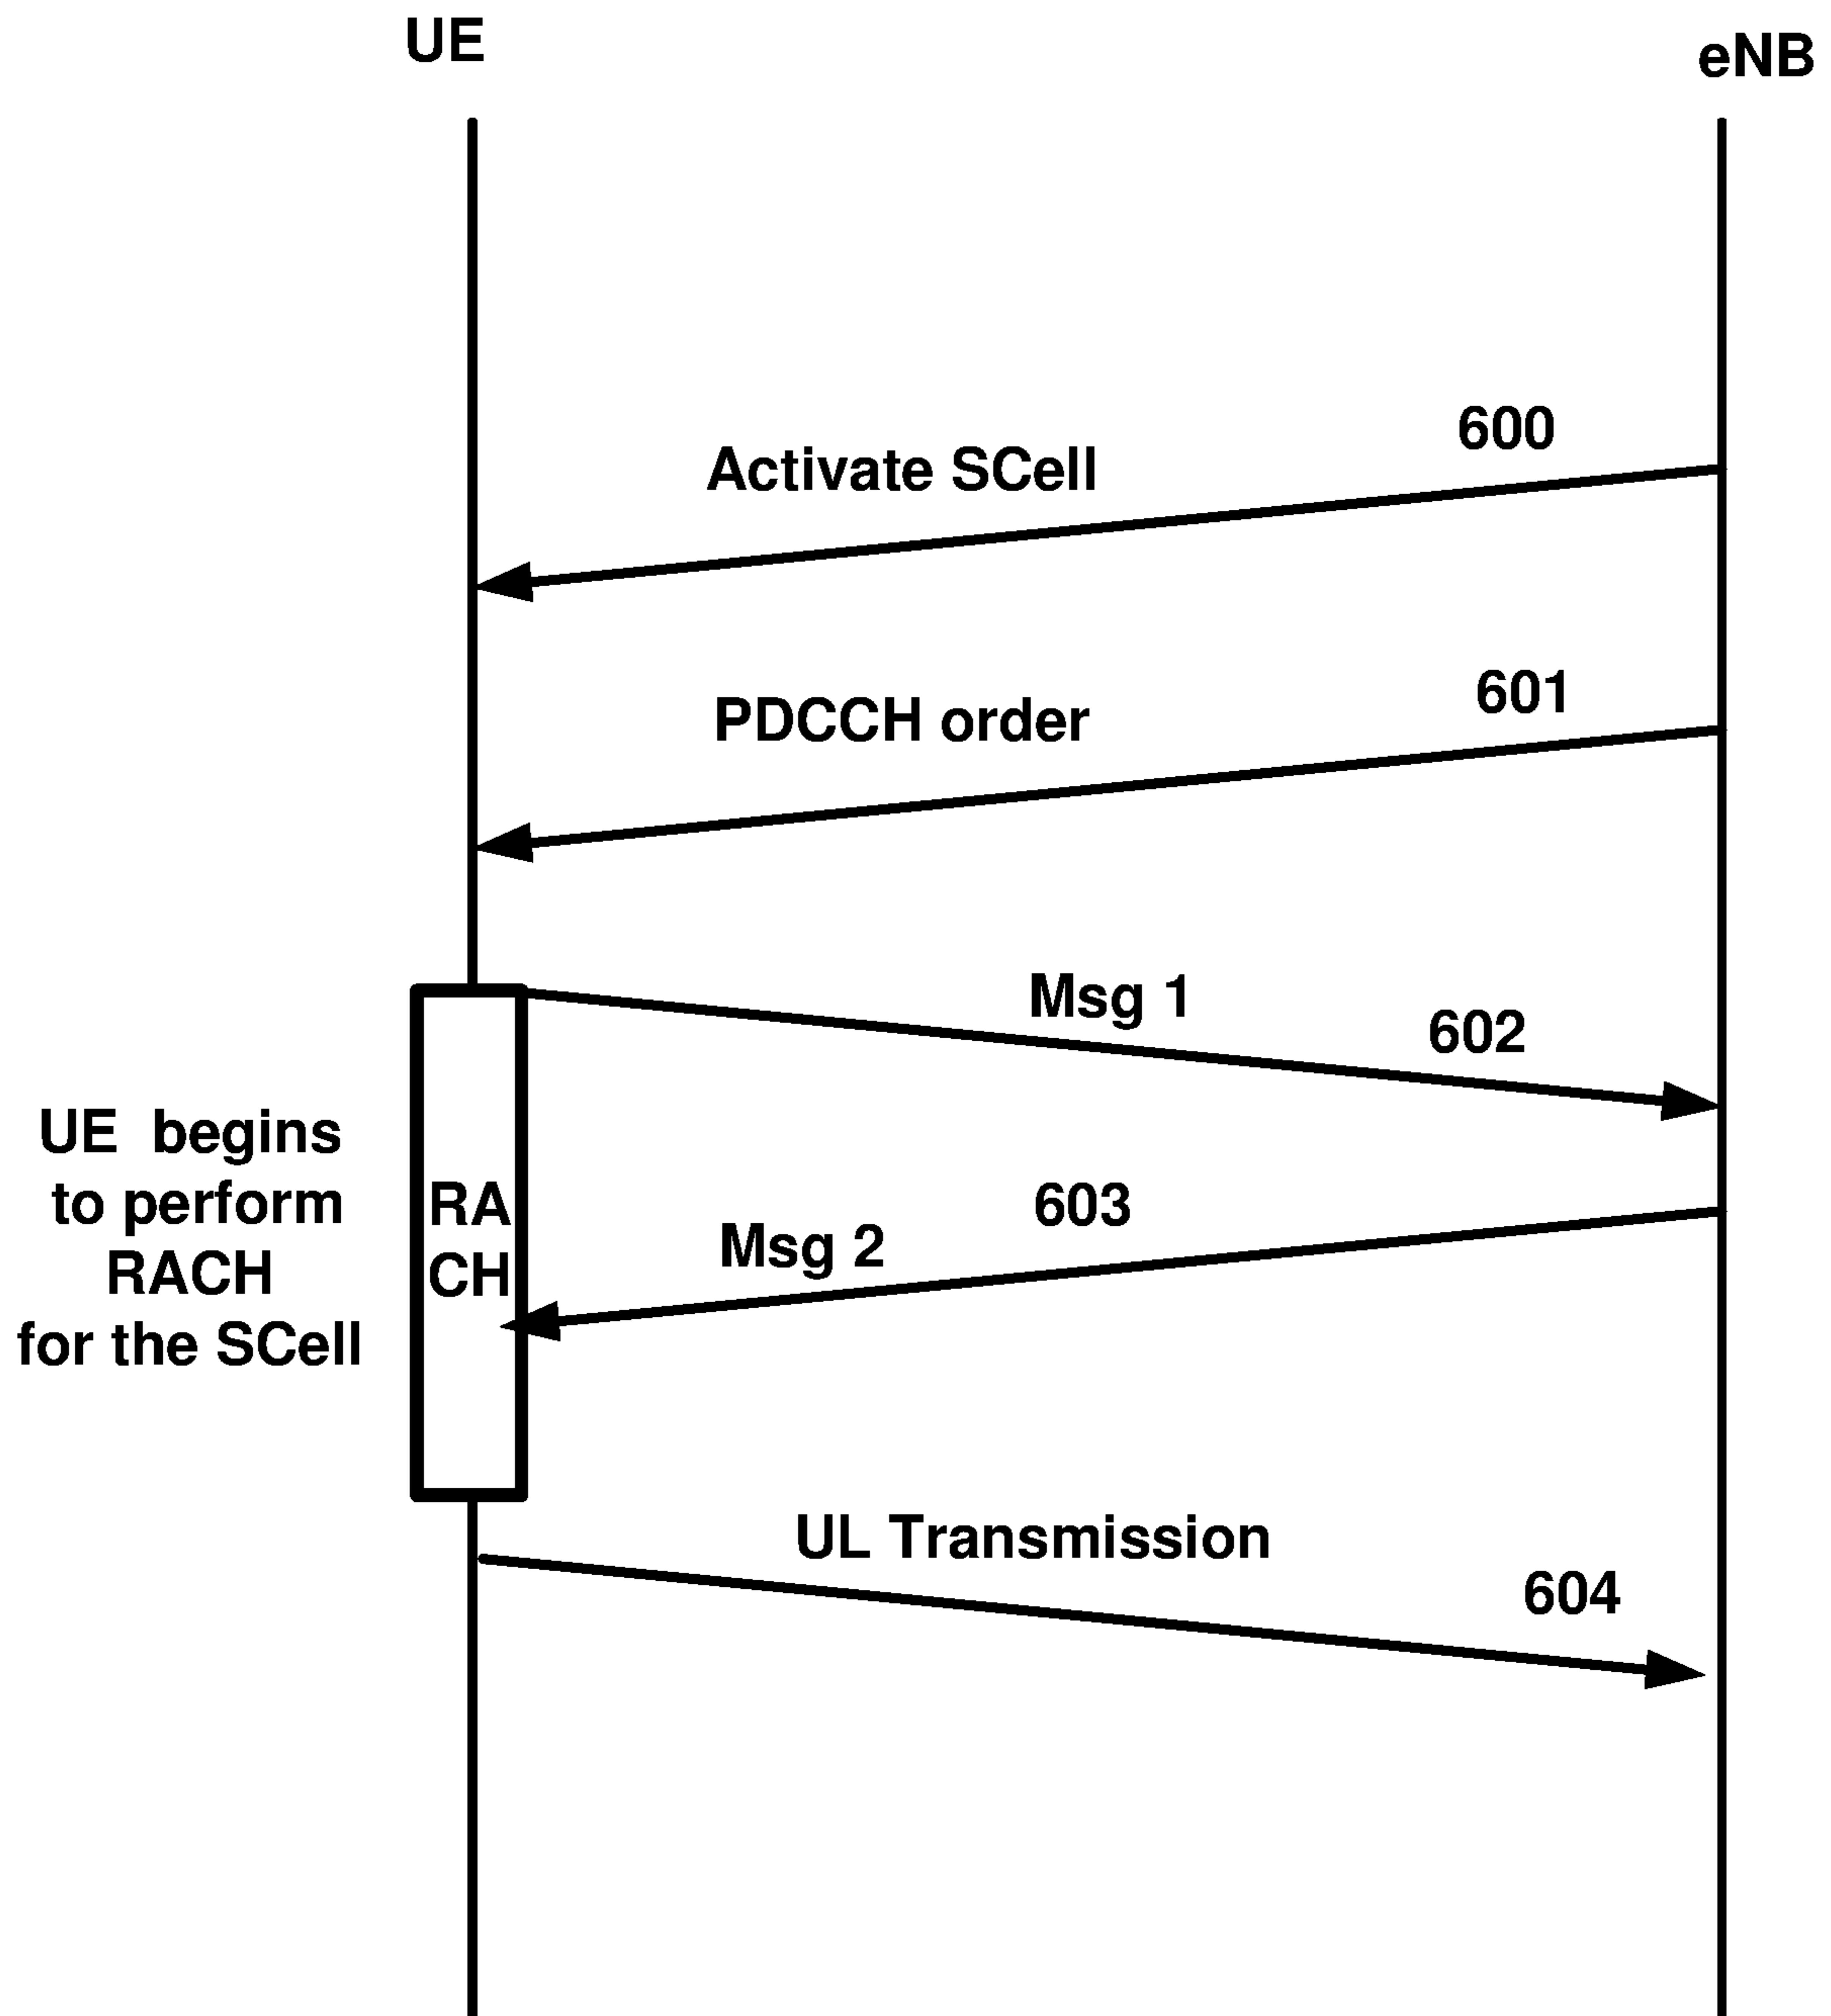 UE
eNB
600
Activate SCell
601
PDCCH order
Msg 1
602
UE begins
to perform
RACH
for the SCell
RA
CH
603
Msg 2
UL Transmission
604